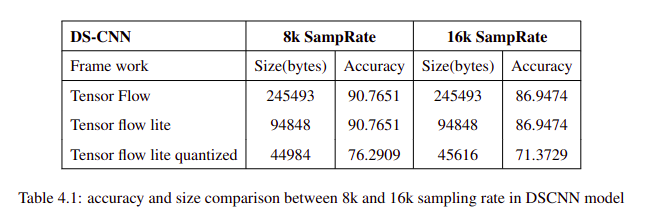 DS-CNN 8k SampRate 16k SampRate
Frame work Size(bytes) Accuracy Size(bytes) Accuracy
Tensor Flow 245493 90.7651 245493 86.9474
Tensor flow lite 94848 90.7651 94848 86.9474
Tensor flow lite quantized 44984 76.2909 45616 71.3729
Table 4.1: accuracy and size comparison between 8k and 16k sampling rate in DSCNN model